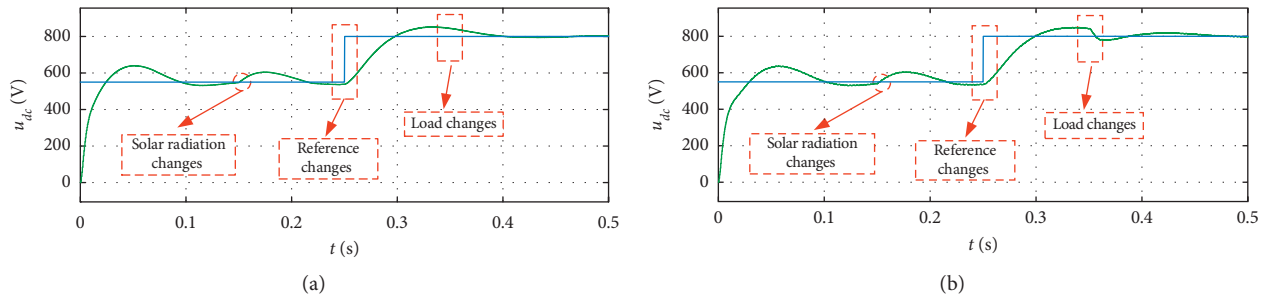 800
600
400
200
0
u_dc (V)
Solar radiation
changes
Reference
changes
Load changes
0
0.1
0.2
0.3
0.4
0.5
t (s)
(a)
800
600
400
200
0
u_dc (V)
Solar radiation
changes
Reference
changes
Load changes
0
0.1
0.2
0.3
0.4
0.5
t (s)
(b)